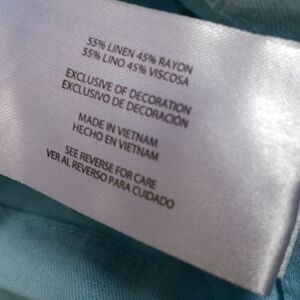 55% LINEN 45% RAYON
55% LINO 45% VISCOSA
EXCLUSIVE OF DECORATION
EXCLUSIVO DE DECORACIÓN
MADE IN VIETNAM
HECHO EN VIETNAM
SEE REVERSE FOR CARE
VER AL REVERSO PARA CUIDADO